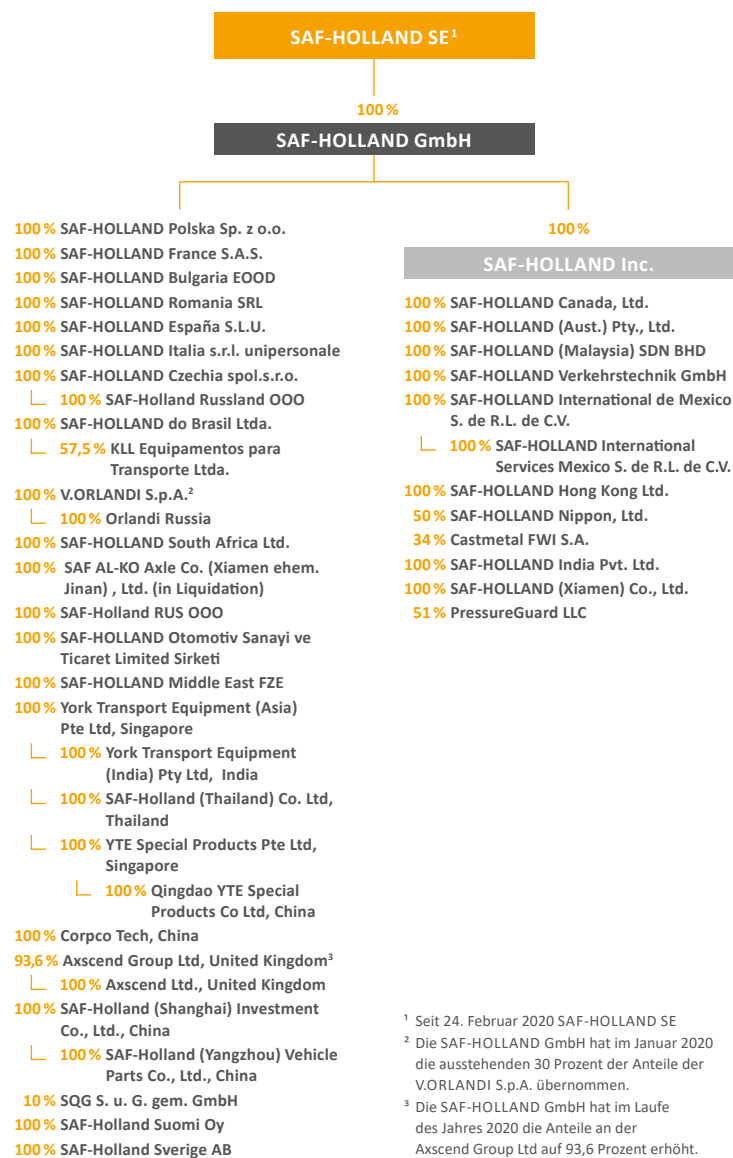 SAF-HOLLAND SE¹
100 %
SAF-HOLLAND GmbH
100 % SAF-HOLLAND Polska Sp. z o.o.
100 % SAF-HOLLAND France S.A.S.
100 % SAF-HOLLAND Bulgaria EOOD
100 % SAF-HOLLAND Romania SRL
100 % SAF-HOLLAND España S.L.U.
100 % SAF-HOLLAND Italia s.r.l. unipersonale
100 % SAF-HOLLAND Czechia spol.s.r.o.
100 % SAF-Holland Russland OOO
100 % SAF-HOLLAND do Brasil Ltda.
57,5 % KLL Equipamentos para
Transporte Ltda.
100 % V.ORLANDI S.p.A.²
100 % Orlandi Russia
100 % SAF-HOLLAND South Africa Ltd.
100 % SAF AL-KO Axle Co. (Xiamen ehem.
Jinan) , Ltd. (in Liquidation)
100 % SAF-Holland RUS OOO
100 % SAF-HOLLAND Otomotiv Sanayi ve
Ticaret Limited Sirketi
100 % SAF-HOLLAND Middle East FZE
100 % York Transport Equipment (Asia)
Pte Ltd, Singapore
100 % York Transport Equipment
(India) Pty Ltd, India
100 % SAF-Holland (Thailand) Co. Ltd,
Thailand
100 % YTE Special Products Pte Ltd,
Singapore
100 % Qingdao YTE Special
Products Co Ltd, China
100 % Corpco Tech, China
93,6 % Axscend Group Ltd, United Kingdom³
100 % Axscend Ltd., United Kingdom
100 % SAF-Holland (Shanghai) Investment
Co., Ltd., China
100 % SAF-Holland (Yangzhou) Vehicle
Parts Co., Ltd., China
10 % SQG S. u. G. gem. GmbH
100 % SAF-Holland Suomi Oy
100 % SAF-Holland Sverige AB
100 %
SAF-HOLLAND Inc.
100 % SAF-HOLLAND Canada, Ltd.
100 % SAF-HOLLAND (Aust.) Pty., Ltd.
100 % SAF-HOLLAND (Malaysia) SDN BHD
100 % SAF-HOLLAND Verkehrstechnik GmbH
100 % SAF-HOLLAND International de Mexico
S. de R.L. de C.V.
100 % SAF-HOLLAND International
Services Mexico S. de R.L. de C.V.
100 % SAF-HOLLAND Hong Kong Ltd.
50 % SAF-HOLLAND Nippon, Ltd.
34 % Castmetal FWI S.A.
100 % SAF-HOLLAND India Pvt. Ltd.
100 % SAF-HOLLAND (Xiamen) Co., Ltd.
51 % PressureGuard LLC
¹ Seit 24. Februar 2020 SAF-HOLLAND SE
² Die SAF-HOLLAND GmbH hat im Januar 2020
die ausstehenden 30 Prozent der Anteile der
V.ORLANDI S.p.A. übernommen.
³ Die SAF-HOLLAND GmbH hat im Laufe
des Jahres 2020 die Anteile an der
Axscend Group Ltd auf 93,6 Prozent erhöht.